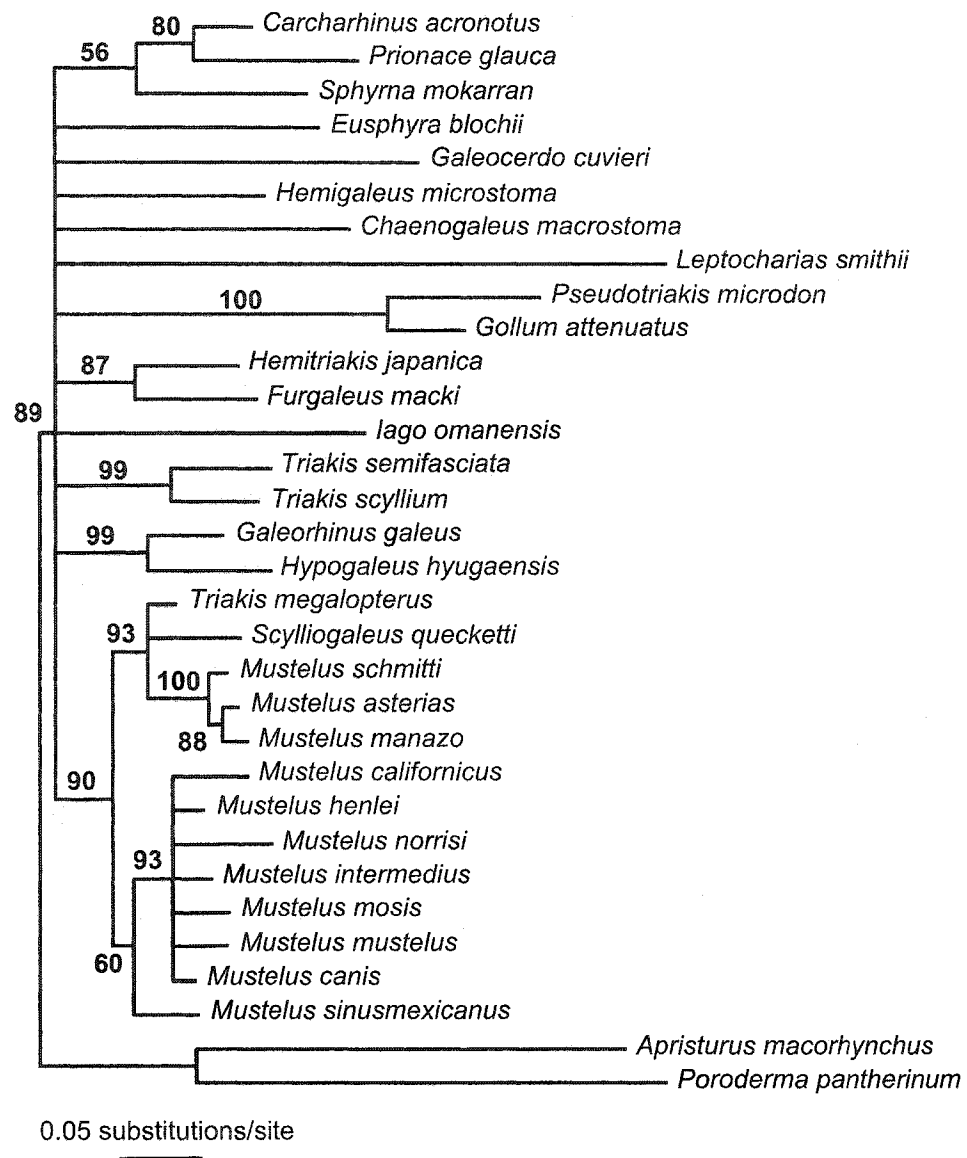 Carcharhinus acronotus
80
56
Prionace glauca
Sphyrna mokarran
Eusphyra blochii
Galeocerdo cuvieri
Hemigaleus microstoma
Chaenogaleus macrostoma
Leptocharias smithii
Pseudotriakis microdon
100
Gollum attenuatus
Hemitriakis japonica
87
Furgaleus macki
89
Iago omanensis
Triakis semifasciata
99
Triakis scyllium
Galeorhinus galeus
99
Hypogaleus hyugaensis
Triakis megalopterus
93
Scylliogaleus quecketti
Mustelus schmitti
100
Mustelus asterias
88
Mustelus manazo
Mustelus californicus
90
Mustelus henlei
Mustelus norrisi
93
Mustelus intermedius
Mustelus mosis
Mustelus mustelus
60
Mustelus canis
Mustelus sinusmexicanus
Apristurus macorhynchus
Poroderma pantherinum
0.05 substitutions/site